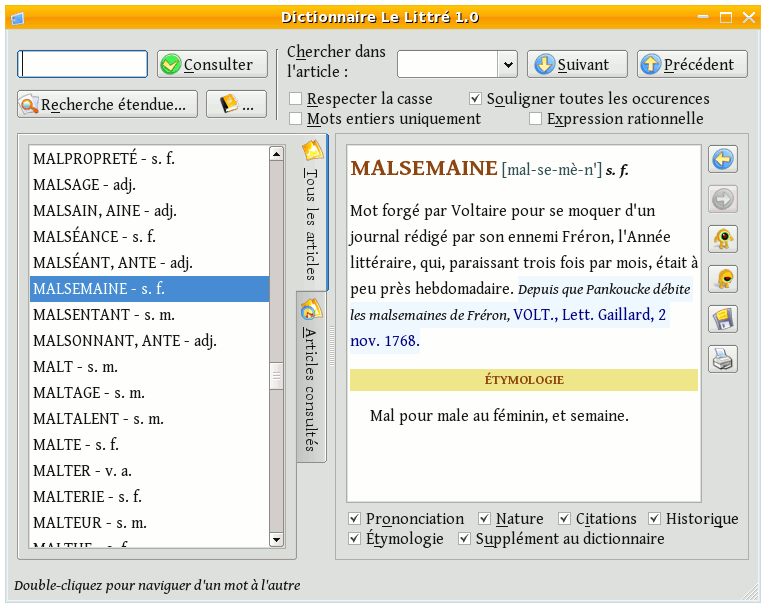 Dictionnaire Le Littré 1.0
Consulter
Chercher dans
l'article :
Suivant
Précédent
Recherche étendue...
...
Respecter la casse
Souligner toutes les occurences
Mots entiers uniquement
Expression rationnelle
MALPROPRETÉ - s. f.
MALSAGE - adj.
MALSAIN, AINE - adj.
MALSÉANCE - s. f.
MALSÉANT, ANTE - adj.
MALSEMAINE - s. f.
MALSENTANT - s. m.
MALSONNANT, ANTE - adj.
MALT - s. m.
MALTAGE - s. m.
MALTALENT - s. m.
MALTE - s. f.
MALTER - v. a.
MALTERIE - s. f.
MALTEUR - s. m.
Tous les articles
Articles consultés
MALSEMAINE [mal-se-mè-n'] s. f.
Mot forgé par Voltaire pour se moquer d'un
journal rédigé par son ennemi Fréron, l'Année
littéraire, qui, paraissant trois fois par mois, était à
peu près hebdomadaire. Depuis que Pankoucke débite
les malsemaines de Fréron, VOLT., Lett. Gaillard, 2
nov. 1768.
ÉTYMOLOGIE
Mal pour male au féminin, et semaine.
Prononciation
Nature
Citations
Historique
Étymologie
Supplément au dictionnaire
Double-cliquez pour naviguer d'un mot à l'autre